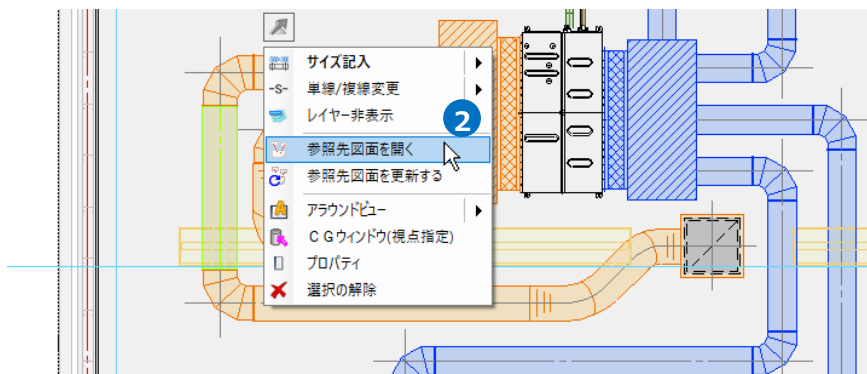 サイズ記入
-S- 単線/複線変更
レイヤー非表示
2
参照先図面を開く
参照先図面を更新する
アラウンドビュー
CGウィンドウ(視点指定)
プロパティ
選択の解除